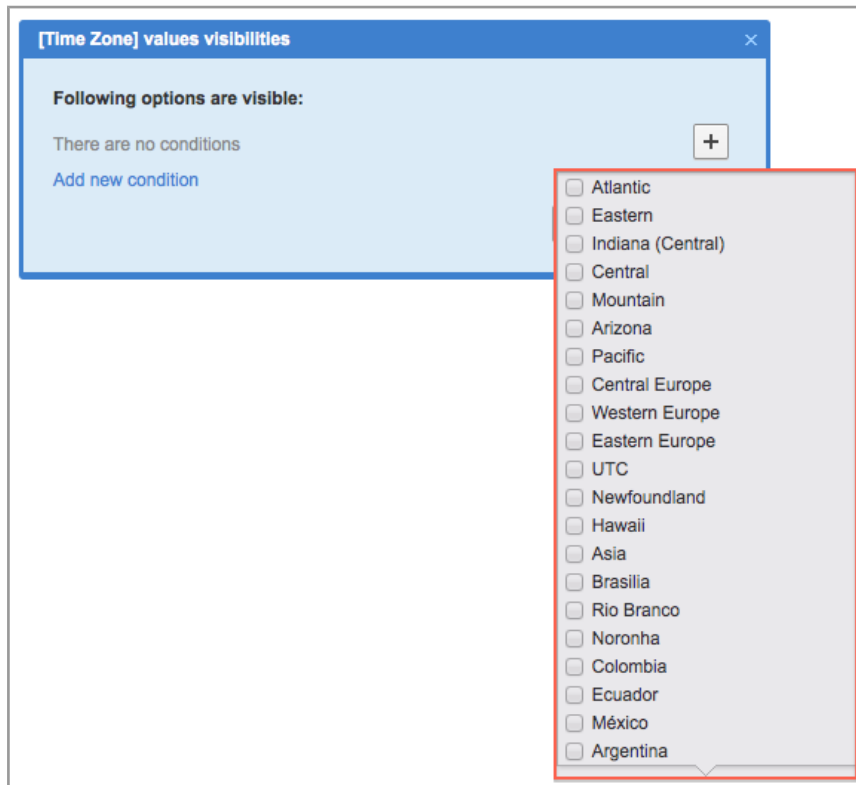 [Time Zone] values visibilities ×
Following options are visible:
There are no conditions +
Add new condition
Atlantic
Eastern
Indiana (Central)
Central
Mountain
Arizona
Pacific
Central Europe
Western Europe
Eastern Europe
UTC
Newfoundland
Hawaii
Asia
Brasilia
Rio Branco
Noronha
Colombia
Ecuador
México
Argentina